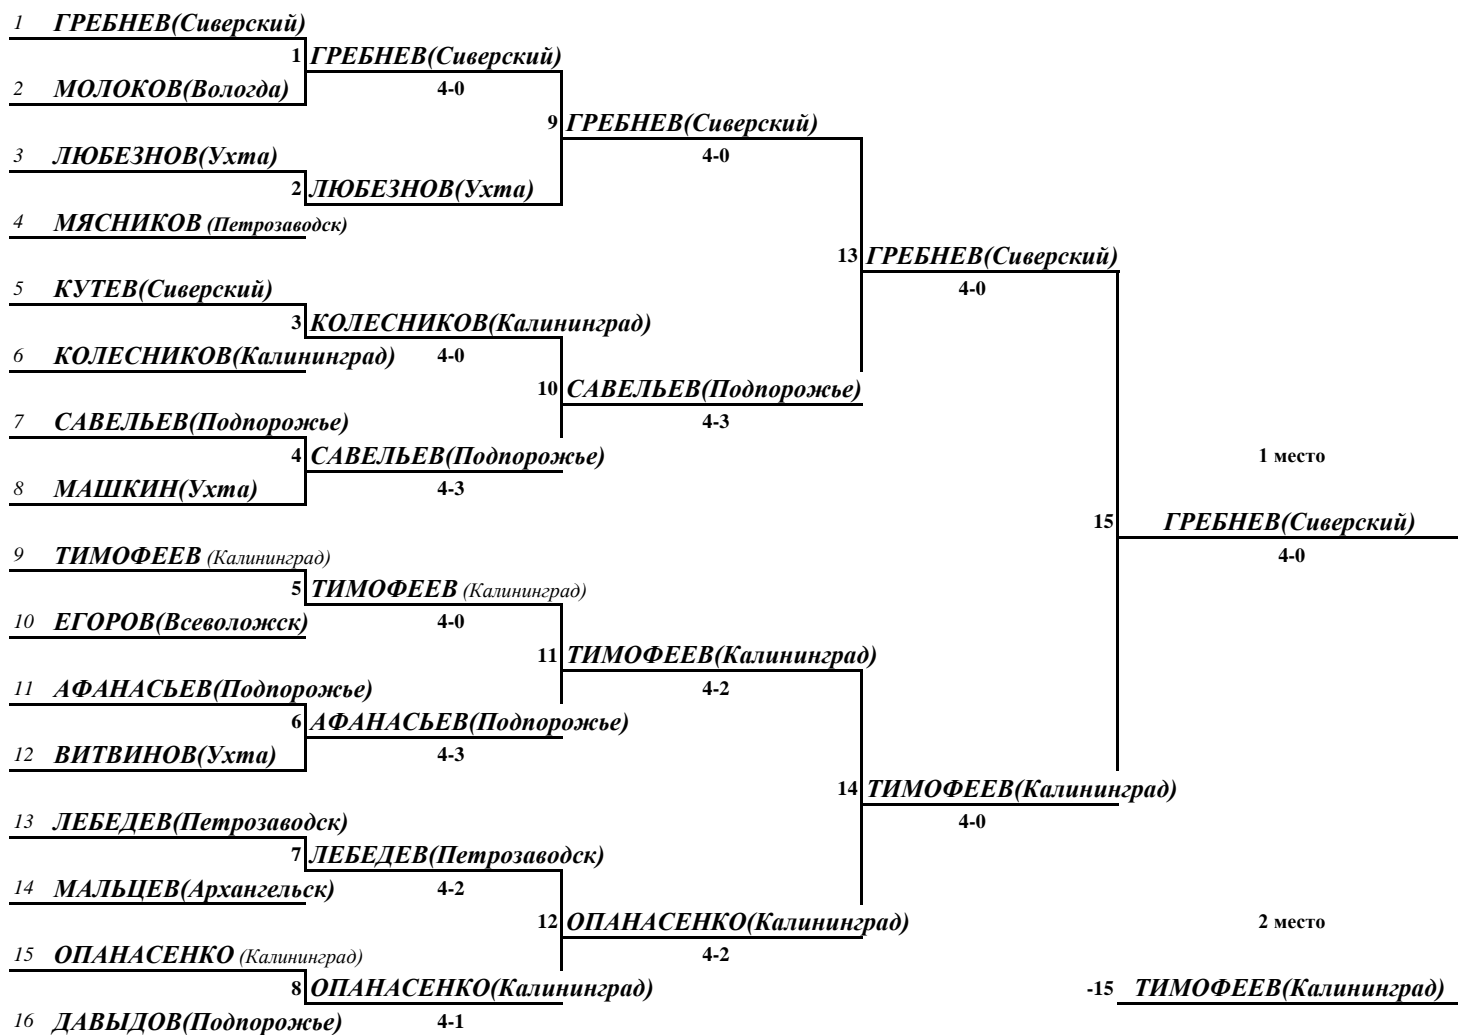 1 ГРЕБНЕВ(Сиверский)
1 ГРЕБНЕВ(Сиверский)
2 МОЛОКОВ(Вологда) 4-0
9 ГРЕБНЕВ(Сиверский)
3 ЛЮБЕЗНОВ(Ухта) 4-0
2 ЛЮБЕЗНОВ(Ухта)
4 МЯСНИКОВ (Петрозаводск)
13 ГРЕБНЕВ(Сиверский)
5 КУТЕВ(Сиверский) 4-0
3 КОЛЕСНИКОВ(Калининград)
6 КОЛЕСНИКОВ(Калининград) 4-0
10 САВЕЛЬЕВ(Подпорожье)
7 САВЕЛЬЕВ(Подпорожье) 4-3
4 САВЕЛЬЕВ(Подпорожье) 1 место
8 МАШКИН(Ухта) 4-3
15 ГРЕБНЕВ(Сиверский)
9 ТИМОФЕЕВ (Калининград) 4-0
5 ТИМОФЕЕВ (Калининград)
10 ЕГОРОВ(Всеволожск) 4-0
11 ТИМОФЕЕВ(Калининград)
11 АФАНАСЬЕВ(Подпорожье) 4-2
6 АФАНАСЬЕВ(Подпорожье)
12 ВИТВИНОВ(Ухта) 4-3
14 ТИМОФЕЕВ(Калининград)
13 ЛЕБЕДЕВ(Петрозаводск) 4-0
7 ЛЕБЕДЕВ(Петрозаводск)
14 МАЛЬЦЕВ(Архангельск) 4-2
12 ОПАНАСЕНКО(Калининград) 2 место
15 ОПАНАСЕНКО (Калининград) 4-2
8 ОПАНАСЕНКО(Калининград) -15 ТИМОФЕЕВ(Калининград)
16 ДАВЫДОВ(Подпорожье) 4-1